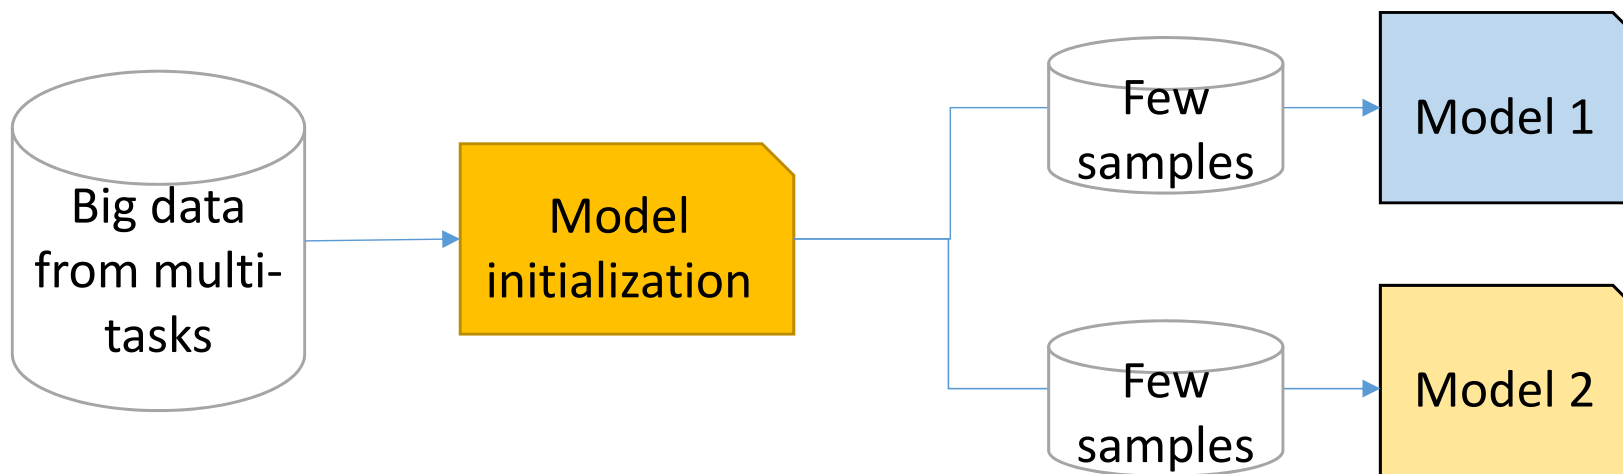 Big data
from multi-
tasks
Model
initialization
Few
samples
Model 1
Few
samples
Model 2